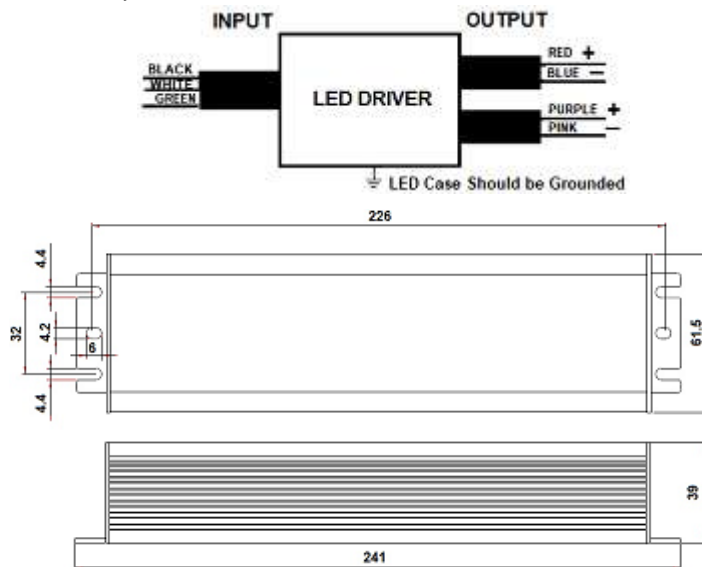 INPUT
OUTPUT
BLACK
WHITE
GREEN
LED DRIVER
RED +
BLUE −
PURPLE +
PINK −
LED Case Should be Grounded
226
4.4
32
4.2
6
4.4
61.5
39
241